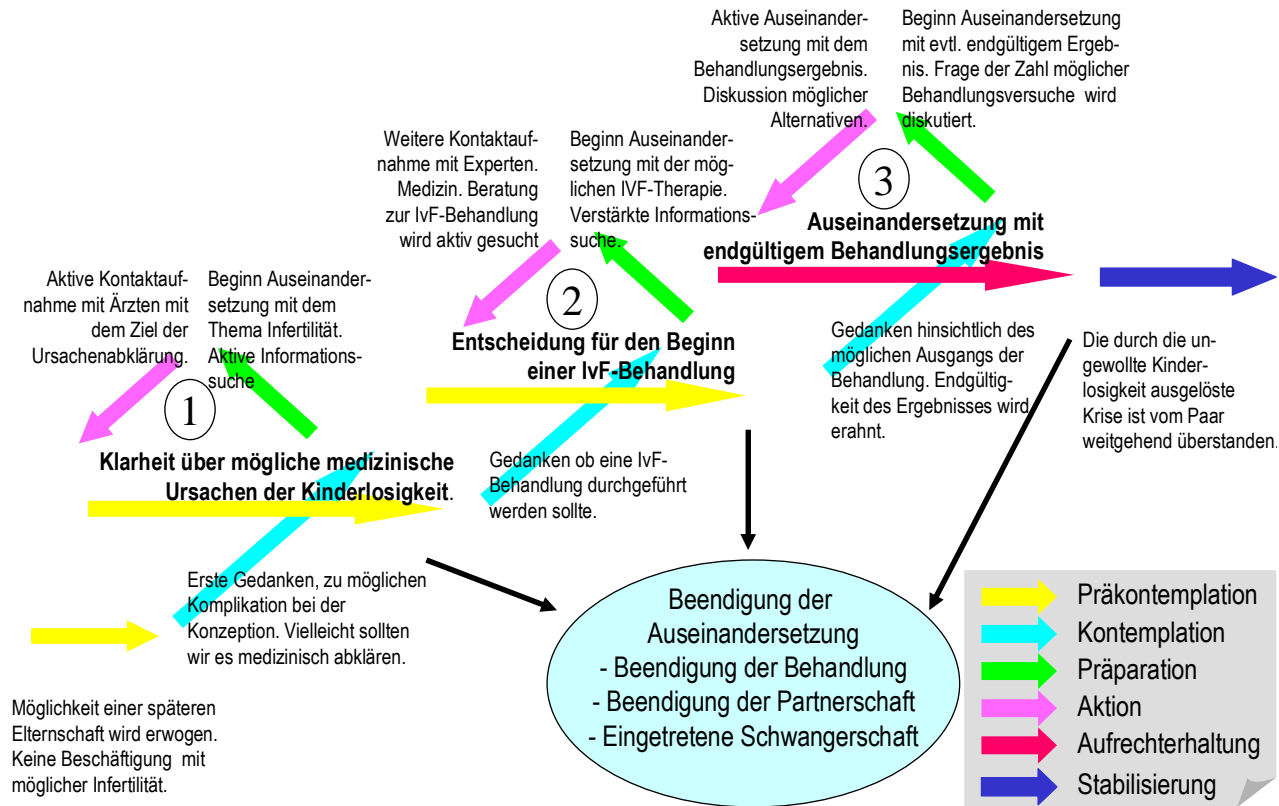 Aktive Auseinander-
setzung mit dem
Behandlungsergebnis.
Diskussion möglicher
Alternativen.
Beginn Auseinandersetzung
mit evtl. endgültigem Ergeb-
nis. Frage der Zahl möglicher
Behandlungsversuche wird
diskutiert.
3
Auseinandersetzung mit
endgültigem Behandlungsergebnis
Weitere Kontaktauf-
nahme mit Experten.
Medizin. Beratung
zur IvF-Behandlung
wird aktiv gesucht
Beginn Auseinander-
setzung mit der mög-
lichen IVF-Therapie.
Verstärkte Informations-
suche.
2
Entscheidung für den Beginn
einer IvF-Behandlung
Aktive Kontaktauf-
nahme mit Ärzten mit
dem Ziel der
Ursachenabklärung.
Beginn Auseinander-
setzung mit dem
Thema Infertilität.
Aktive Informations-
suche
1
Klarheit über mögliche medizinische
Ursachen der Kinderlosigkeit.
Gedanken hinsichtlich des
möglichen Ausgangs der
Behandlung. Endgültig-
keit des Ergebnisses wird
erahnt.
Die durch die un-
gewollte Kinder-
losigkeit ausgelöste
Krise ist vom Paar
weitgehend überstanden.
Gedanken ob eine IvF-
Behandlung durchgeführt
werden sollte.
Erste Gedanken, zu möglichen
Komplikation bei der
Konzeption. Vielleicht sollten
wir es medizinisch abklären.
Möglichkeit einer späteren
Elternschaft wird erwogen.
Keine Beschäftigung mit
möglicher Infertilität.
Beendigung der
Auseinandersetzung
- Beendigung der Behandlung
- Beendigung der Partnerschaft
- Eingetretene Schwangerschaft
Präkontemplation
Kontemplation
Präparation
Aktion
Aufrechterhaltung
Stabilisierung